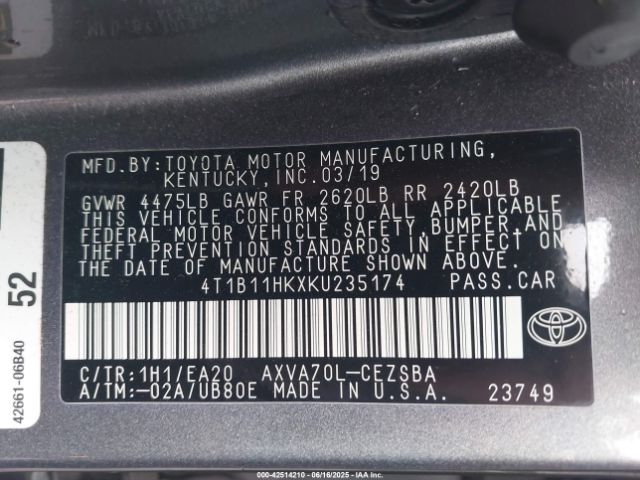 MFD.BY:TOYOTA MOTOR MANUFACTURING,
KENTUCKY,INC.03/19
GVWR 4475LB GAWR FR 2620LB RR 2420LB
THIS VEHICLE CONFORMS TO ALL APPLICABLE
FEDERAL MOTOR VEHICLE SAFETY,BUMPER,AND
THEFT PREVENTION STANDARDS IN EFFECT ON
THE DATE OF MANUFACTURE SHOWN ABOVE.
4T1B11HKXKU235174 PASS.CAR
C/TR:1H1/EA20 AXVA70L-CEZSBA
A/TM:-02A/UB80E MADE IN U.S.A. 23749
52
42661-06B40
000-42514210 - 06/16/2025 - IAA Inc.